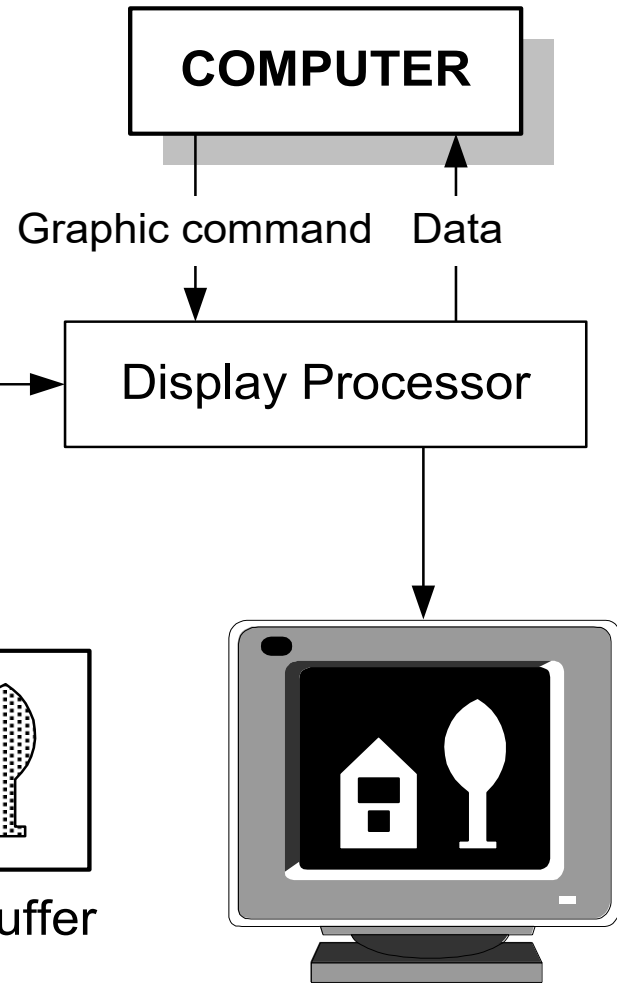 COMPUTER
Graphic command Data
Display Processor
uffer